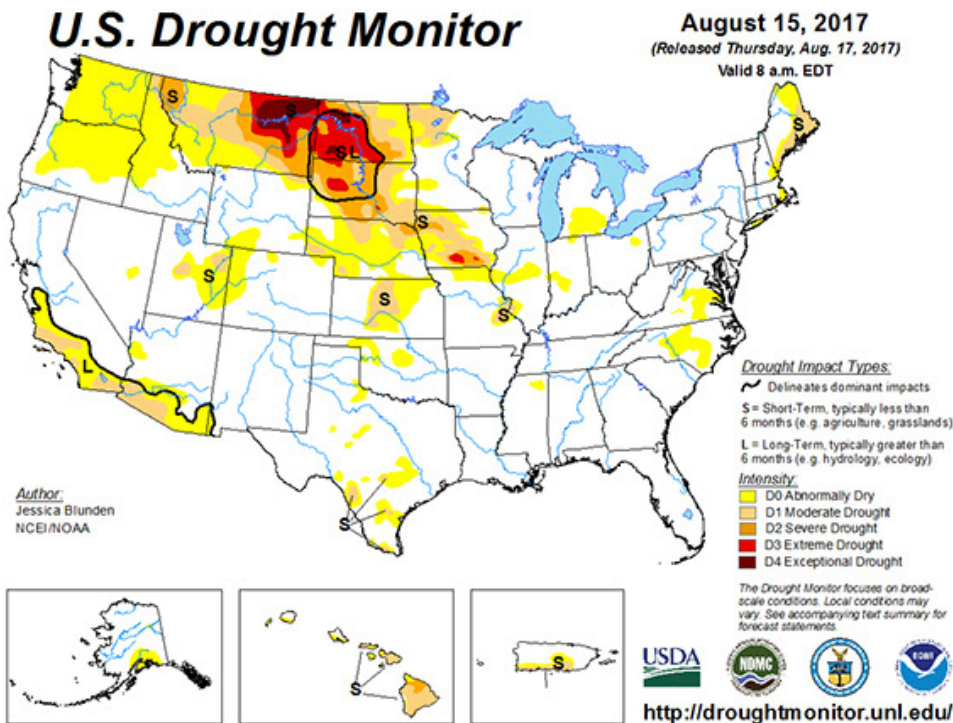 U.S. Drought Monitor
August 15, 2017
(Released Thursday, Aug. 17, 2017)
Valid 8 a.m. EDT
S
S
S
S L
S
S
S
S
L
S
Drought Impact Types:
Delineates dominant impacts
S = Short-Term, typically less than
6 months (e.g. agriculture, grasslands)
L = Long-Term, typically greater than
6 months (e.g. hydrology, ecology)
Intensity:
D0 Abnormally Dry
D1 Moderate Drought
D2 Severe Drought
D3 Extreme Drought
D4 Exceptional Drought
Author:
Jessica Blunden
NCEI/NOAA
The Drought Monitor focuses on broad-
scale conditions. Local conditions may
vary. See accompanying text summary for
forecast statements.
S
S
USDA
NDMC
http://droughtmonitor.unl.edu/